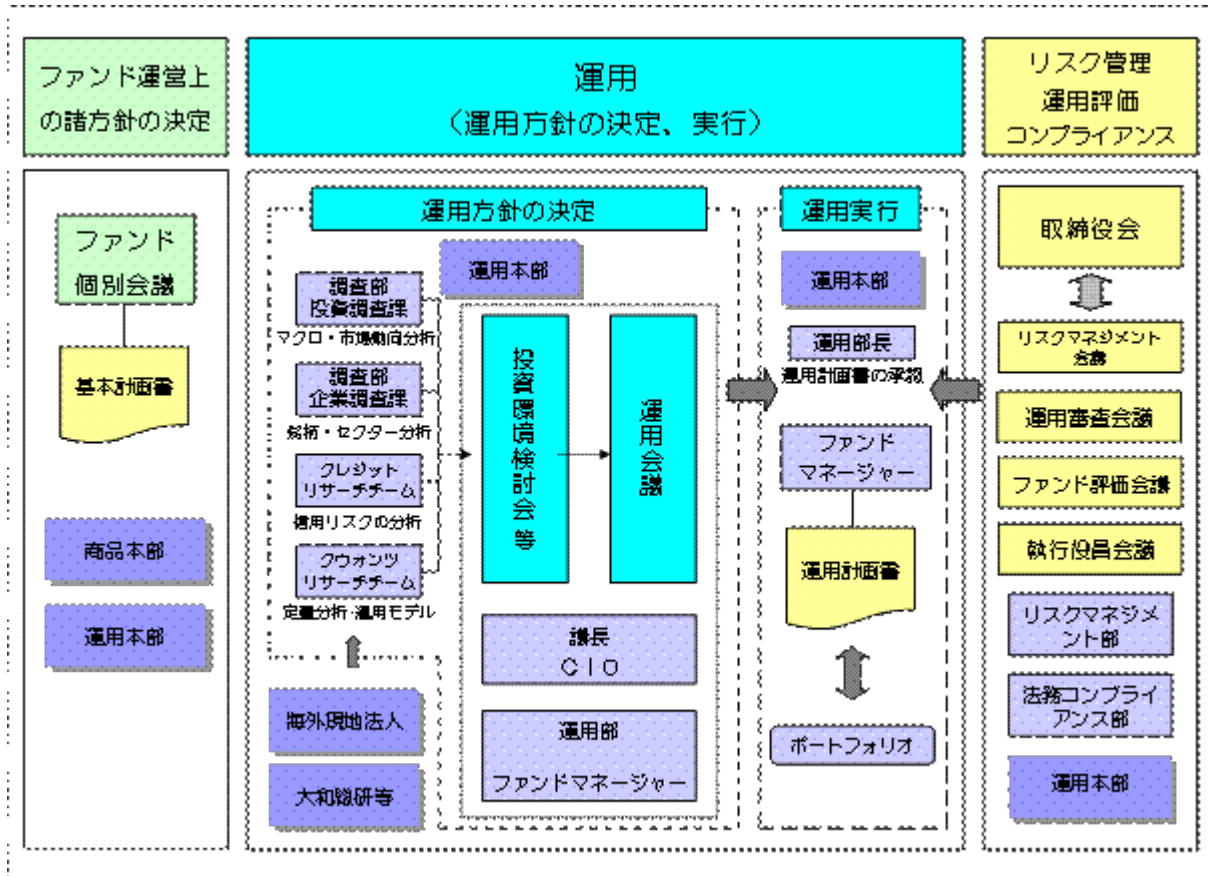 ファンド運営上
の諸方針の決定
運用
（運用方針の決定、実行）
リスク管理
運用評価
コンプライアンス
ファンド
個別会議
基本計画書
商品本部
運用本部
運用方針の決定
運用本部
調査部
投資調査課
マクロ・市場動向分析
調査部
企業調査課
銘柄・セクター分析
クレジット
リサーチチーム
信用リスクの分析
クウォンツ
リサーチチーム
定量分析・運用モデル
海外現地法人
大和総研等
投資環境検討会等
運用会議
議長
ＣＩＯ
運用部
ファンドマネージャー
運用実行
運用本部
運用部長
運用計画書の承認
ファンド
マネージャー
運用計画書
ポートフォリオ
取締役会
リスクマネジメント
会議
運用審査会議
ファンド評価会議
執行役員会議
リスクマネジメ
ント部
法務コンプライ
アンス部
運用本部